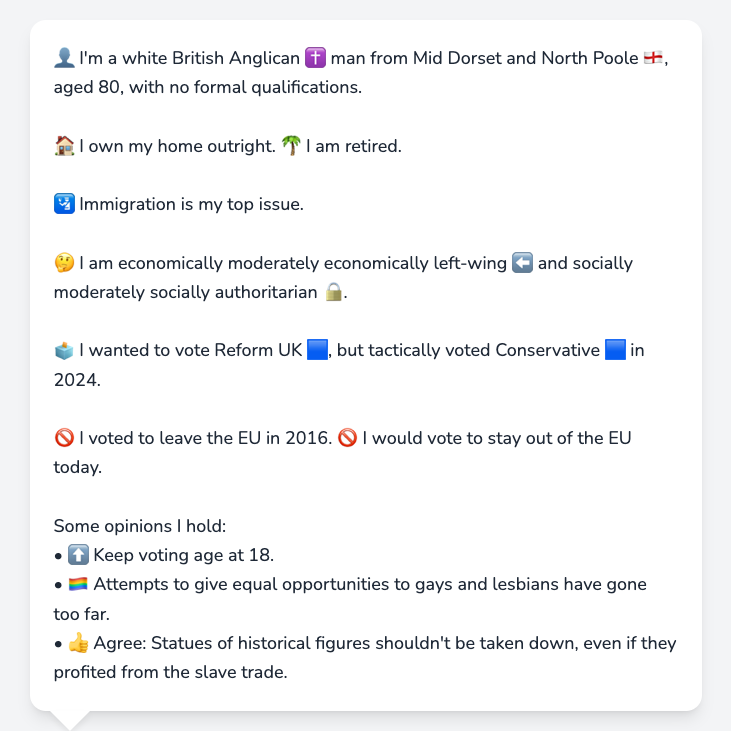 👤 I'm a white British Anglican ✝️ man from Mid Dorset and North Poole 🏴󠁧󠁢󠁥󠁮󠁧󠁿,
aged 80, with no formal qualifications.
🏠 I own my home outright. 🌴 I am retired.
🛂 Immigration is my top issue.
🤔 I am economically moderately economically left-wing ⬅️ and socially
moderately socially authoritarian 🔒.
🗳️ I wanted to vote Reform UK 🟦, but tactically voted Conservative 🟦 in
2024.
🚫 I voted to leave the EU in 2016. 🚫 I would vote to stay out of the EU
today.
Some opinions I hold:
• ⬆️ Keep voting age at 18.
• 🏳️‍🌈 Attempts to give equal opportunities to gays and lesbians have gone
too far.
• 👍 Agree: Statues of historical figures shouldn't be taken down, even if they
profited from the slave trade.